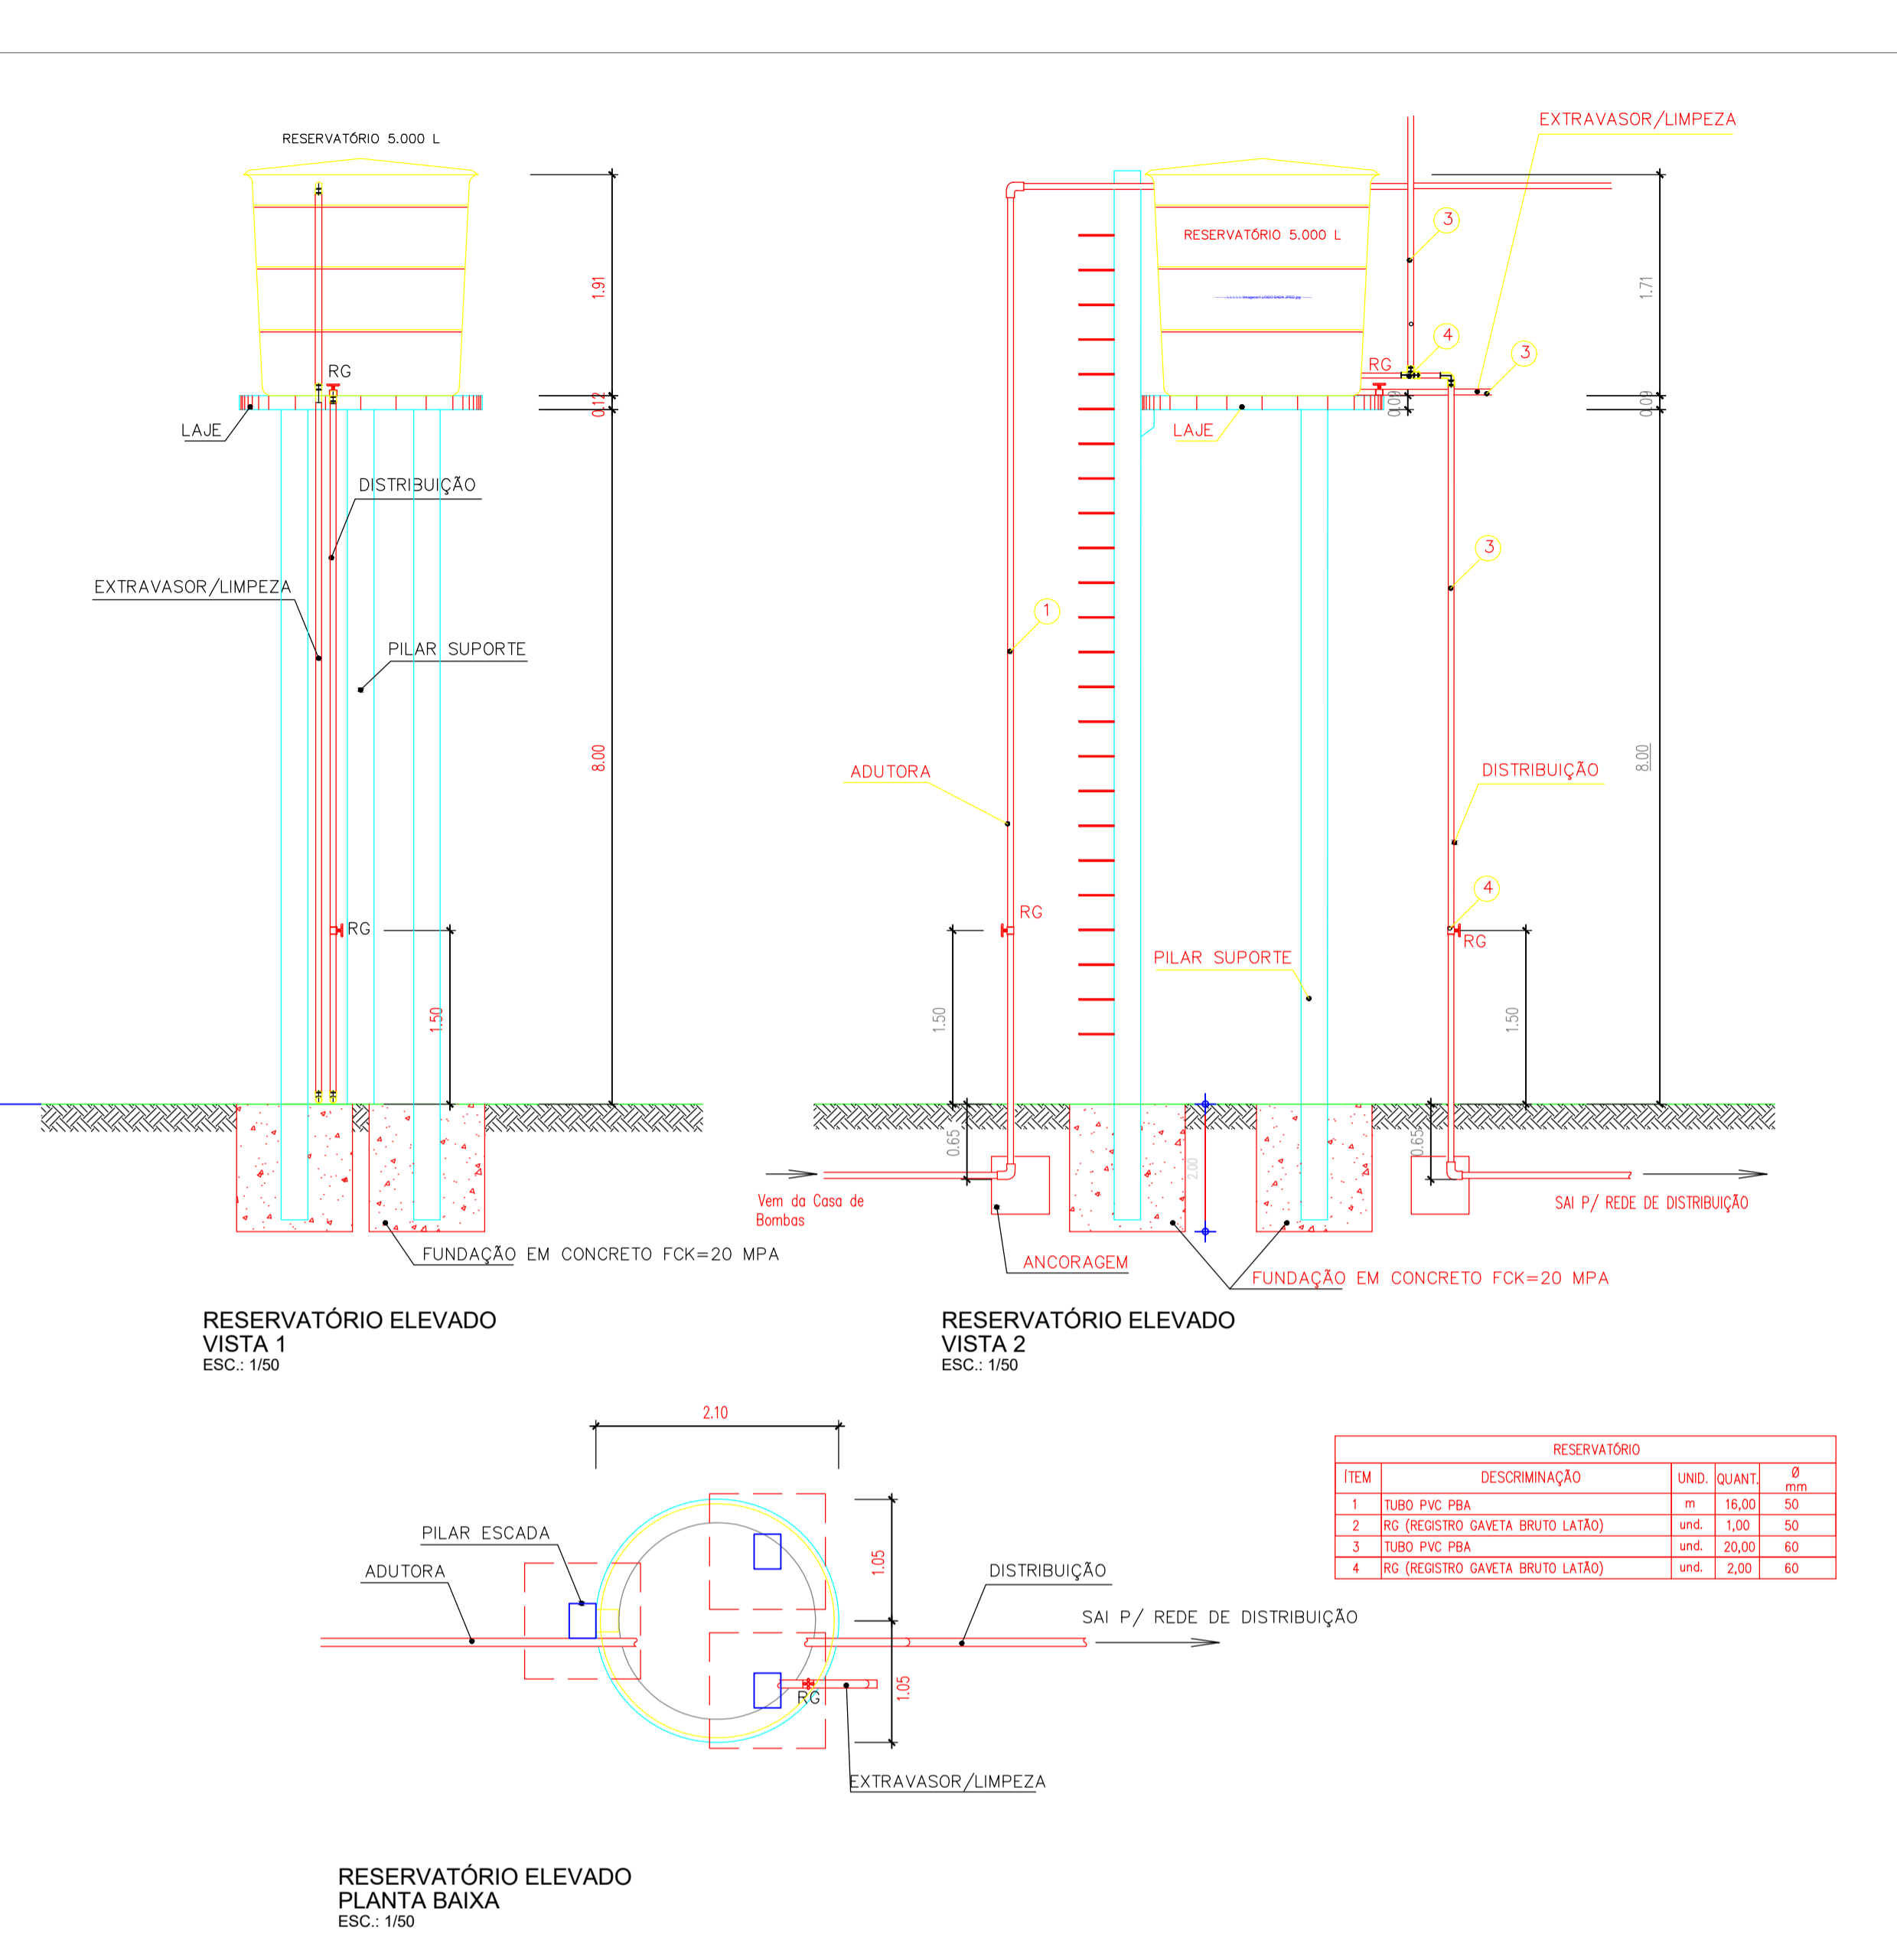 RESERVATÓRIO 5.000 L
1.91
RG
0.12
LAJE
DISTRIBUIÇÃO
EXTRAVASOR/LIMPEZA
PILAR SUPORTE
8.00
RG
1.50
FUNDAÇÃO EM CONCRETO FCK=20 MPA
RESERVATÓRIO ELEVADO
VISTA 1
ESC.: 1/50
EXTRAVASOR/LIMPEZA
3
RESERVATÓRIO 5.000 L
1.71
4
3
RG
0.09
0.09
LAJE
3
1
ADUTORA
DISTRIBUIÇÃO
8.00
4
RG
RG
PILAR SUPORTE
1.50
1.50
0.65
0.65
2.00
Vem da Casa de
Bombas
SAI P/ REDE DE DISTRIBUIÇÃO
ANCORAGEM
FUNDAÇÃO EM CONCRETO FCK=20 MPA
RESERVATÓRIO ELEVADO
VISTA 2
ESC.: 1/50
2.10
PILAR ESCADA
ADUTORA
1.05
DISTRIBUIÇÃO
SAI P/ REDE DE DISTRIBUIÇÃO
RG
1.05
EXTRAVASOR/LIMPEZA
RESERVATÓRIO ELEVADO
PLANTA BAIXA
ESC.: 1/50
RESERVATÓRIO
ÍTEM DESCRIMINAÇÃO UNID. QUANT. Ø mm
1 TUBO PVC PBA m 16,00 50
2 RG (REGISTRO GAVETA BRUTO LATÃO) und. 1,00 50
3 TUBO PVC PBA und. 20,00 60
4 RG (REGISTRO GAVETA BRUTO LATÃO) und. 2,00 60